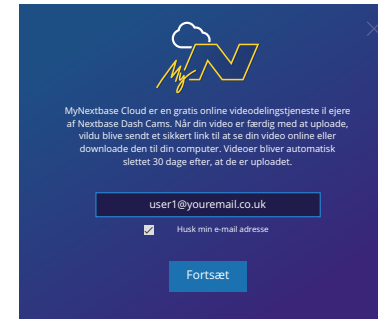 My N
MyNextbase Cloud er en gratis online videodelingstjeneste til ejere
af Nextbase Dash Cams. Når din video er færdig med at uploade,
vildu blive sendt et sikkert link til at se din video online eller
downloade den til din computer. Videoer bliver automatisk
slettet 30 dage efter, at de er uploadet.
user1@youremail.co.uk
Husk min e-mail adresse
Fortsæt